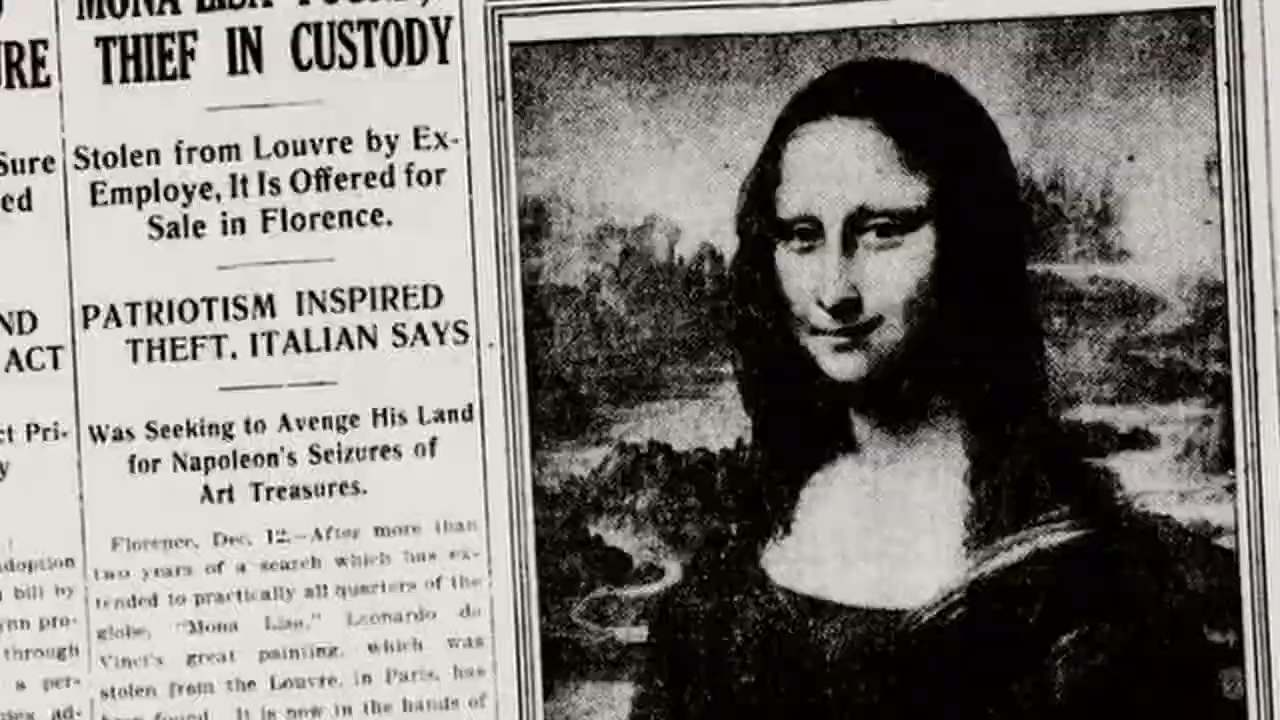 URE
Sure
ed
ND
ACT
ct Pri-
y
adoption
bill by
nn pro-
through
a per-
ad-
MONA LISA FOUND,
THIEF IN CUSTODY
Stolen from Louvre by Ex-
Employe, It Is Offered for
Sale in Florence.
PATRIOTISM INSPIRED
THEFT, ITALIAN SAYS
Was Seeking to Avenge His Land
for Napoleon's Seizures of
Art Treasures.
Florence, Dec. 12.—After more than
two years of a search which has ex-
tended to practically all quarters of the
globe, "Mona Lisa," Leonardo da
Vinci's great painting, which was
stolen from the Louvre, in Paris, has
been found. It is now in the hands of